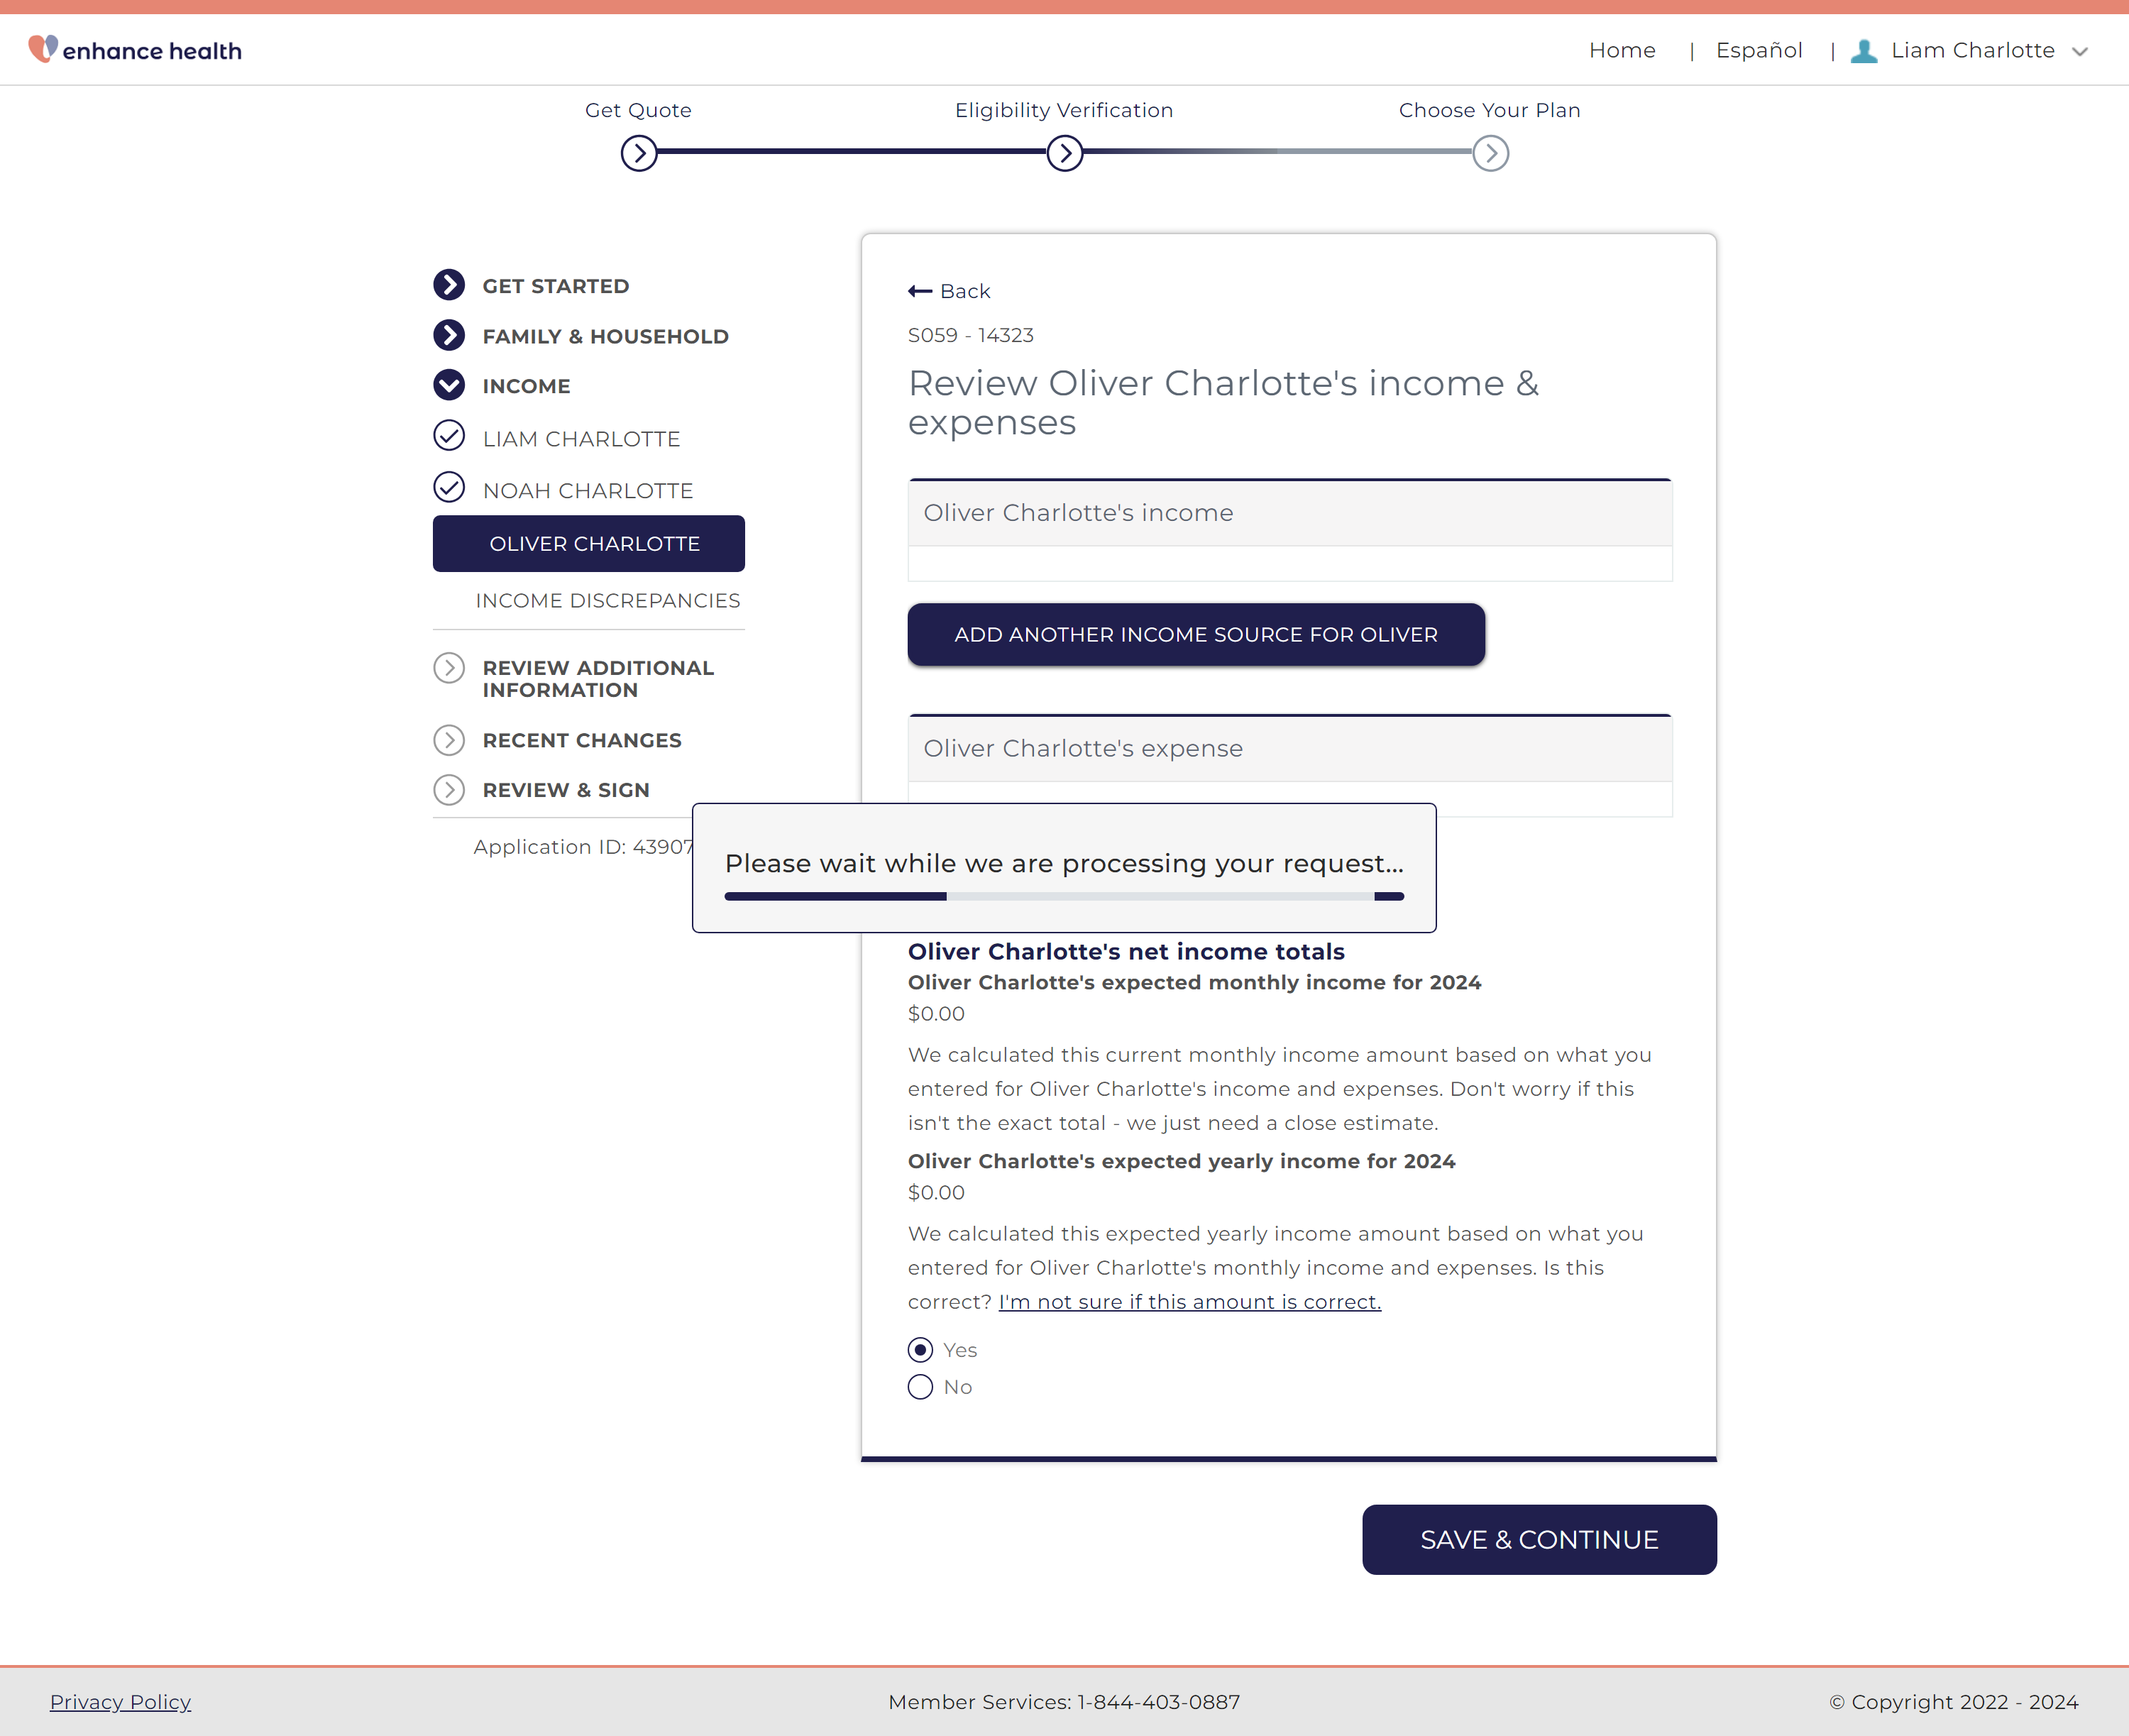 enhance health
Home | Español | Liam Charlotte
Get Quote
Eligibility Verification
Choose Your Plan
GET STARTED
FAMILY & HOUSEHOLD
INCOME
LIAM CHARLOTTE
NOAH CHARLOTTE
OLIVER CHARLOTTE
INCOME DISCREPANCIES
REVIEW ADDITIONAL
INFORMATION
RECENT CHANGES
REVIEW & SIGN
Application ID: 43907
Back
S059 - 14323
Review Oliver Charlotte's income &
expenses
Oliver Charlotte's income
ADD ANOTHER INCOME SOURCE FOR OLIVER
Oliver Charlotte's expense
Please wait while we are processing your request...
Oliver Charlotte's net income totals
Oliver Charlotte's expected monthly income for 2024
$0.00
We calculated this current monthly income amount based on what you
entered for Oliver Charlotte's income and expenses. Don't worry if this
isn't the exact total - we just need a close estimate.
Oliver Charlotte's expected yearly income for 2024
$0.00
We calculated this expected yearly income amount based on what you
entered for Oliver Charlotte's monthly income and expenses. Is this
correct? I'm not sure if this amount is correct.
Yes
No
SAVE & CONTINUE
Privacy Policy
Member Services: 1-844-403-0887
© Copyright 2022 - 2024